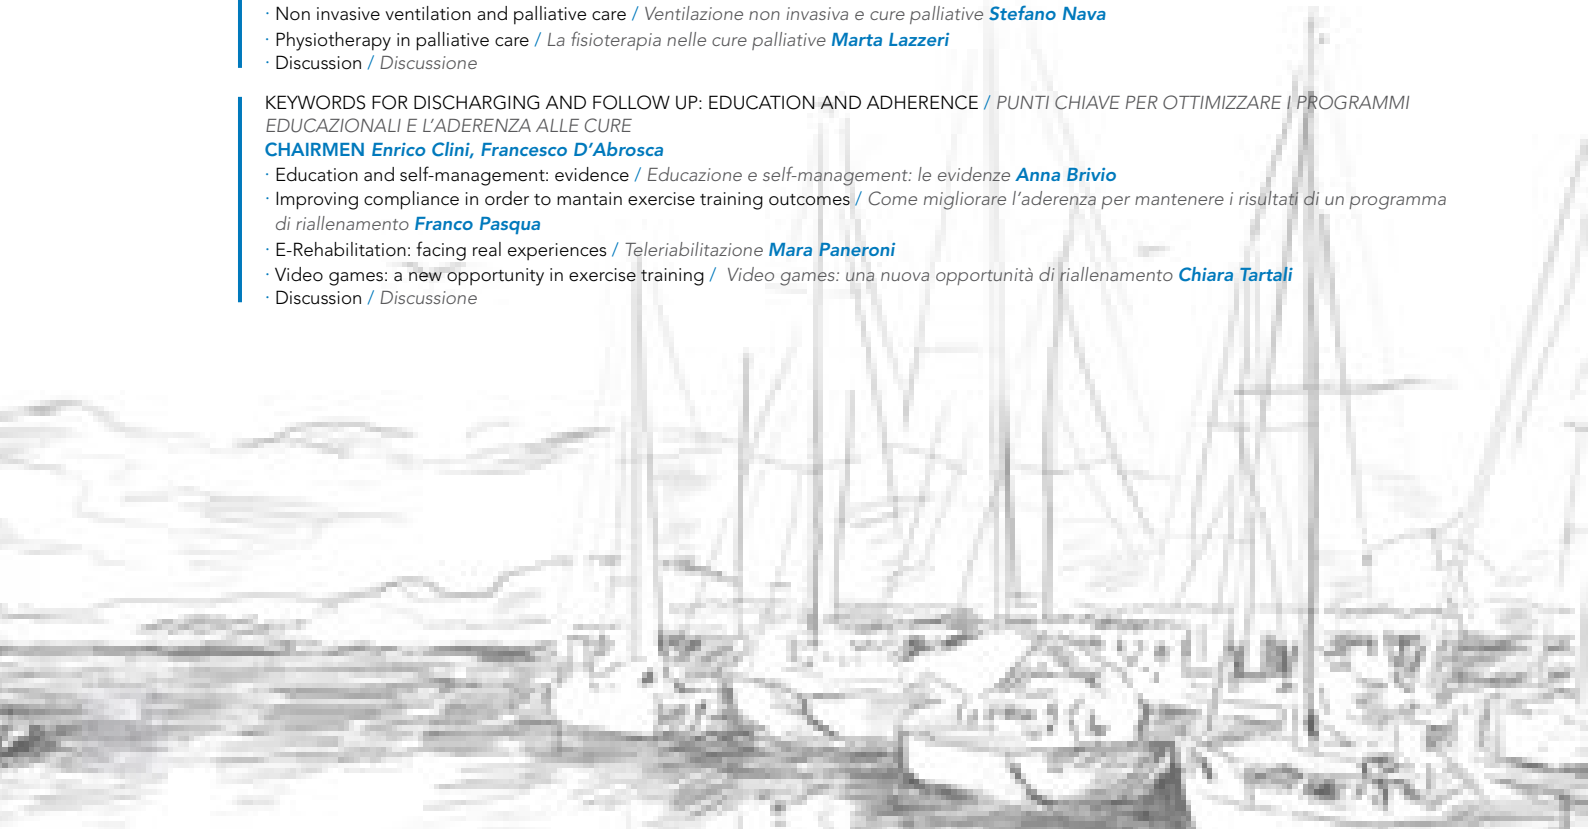 · Non invasive ventilation and palliative care / Ventilazione non invasiva e cure palliative Stefano Nava
· Physiotherapy in palliative care / La fisioterapia nelle cure palliative Marta Lazzeri
· Discussion / Discussione
KEYWORDS FOR DISCHARGING AND FOLLOW UP: EDUCATION AND ADHERENCE / PUNTI CHIAVE PER OTTIMIZZARE I PROGRAMMI
EDUCAZIONALI E L’ADERENZA ALLE CURE
CHAIRMEN Enrico Clini, Francesco D’Abrosca
· Education and self-management: evidence / Educazione e self-management: le evidenze Anna Brivio
· Improving compliance in order to mantain exercise training outcomes / Come migliorare l’aderenza per mantenere i risultati di un programma
di riallenamento Franco Pasqua
· E-Rehabilitation: facing real experiences / Teleriabilitazione Mara Paneroni
· Video games: a new opportunity in exercise training / Video games: una nuova opportunità di riallenamento Chiara Tartali
· Discussion / Discussione